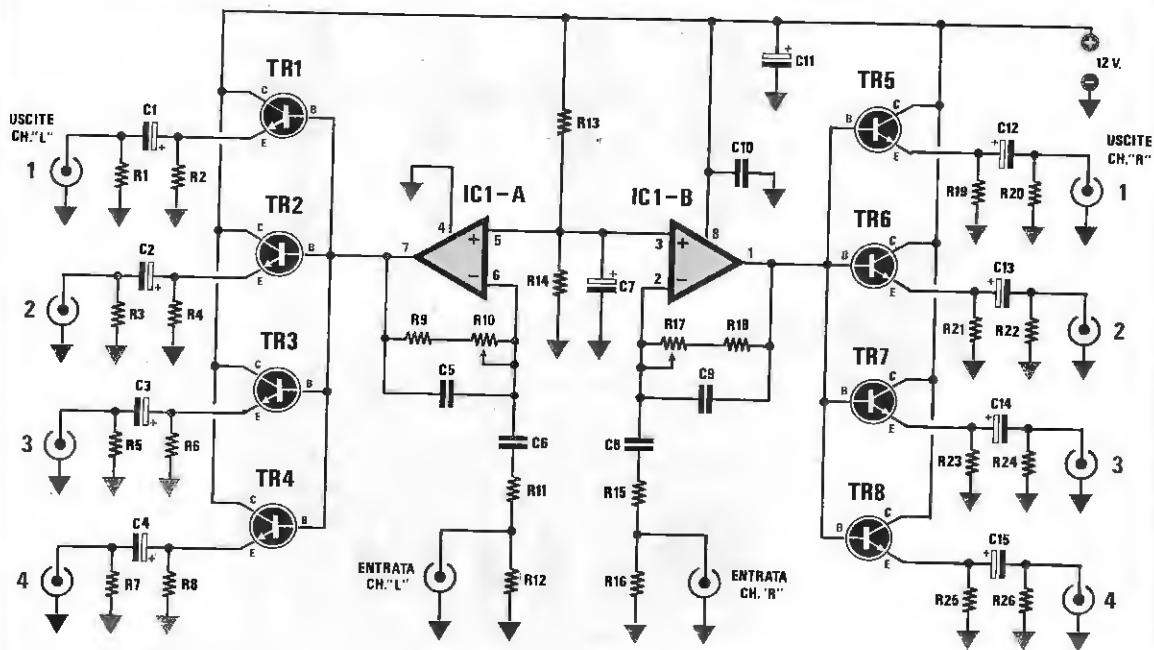 TR1
C
B
E
C1
+
USCITE
CH."L"
1
R1
R2
TR2
C
B
E
C2
+
2
R3
R4
TR3
C
B
E
C3
+
3
R5
R6
TR4
C
B
E
C4
+
4
R7
R8
R13
IC1-A
4
+
5
7
-
6
R9
R10
C5
C6
R11
ENTRATA
CH."L"
R12
R14
+
C7
C11
+
C10
IC1-B
8
3
+
1
2
-
R17
R18
C9
C8
R15
R16
ENTRATA
CH."R"
+
12 V.
-
TR5
C
B
E
C12
+
USCITE
CH."R"
R19
R20
1
TR6
C
B
E
C13
+
R21
R22
2
TR7
C
B
E
C14
+
R23
R24
3
TR8
C
B
E
C15
+
R25
R26
4